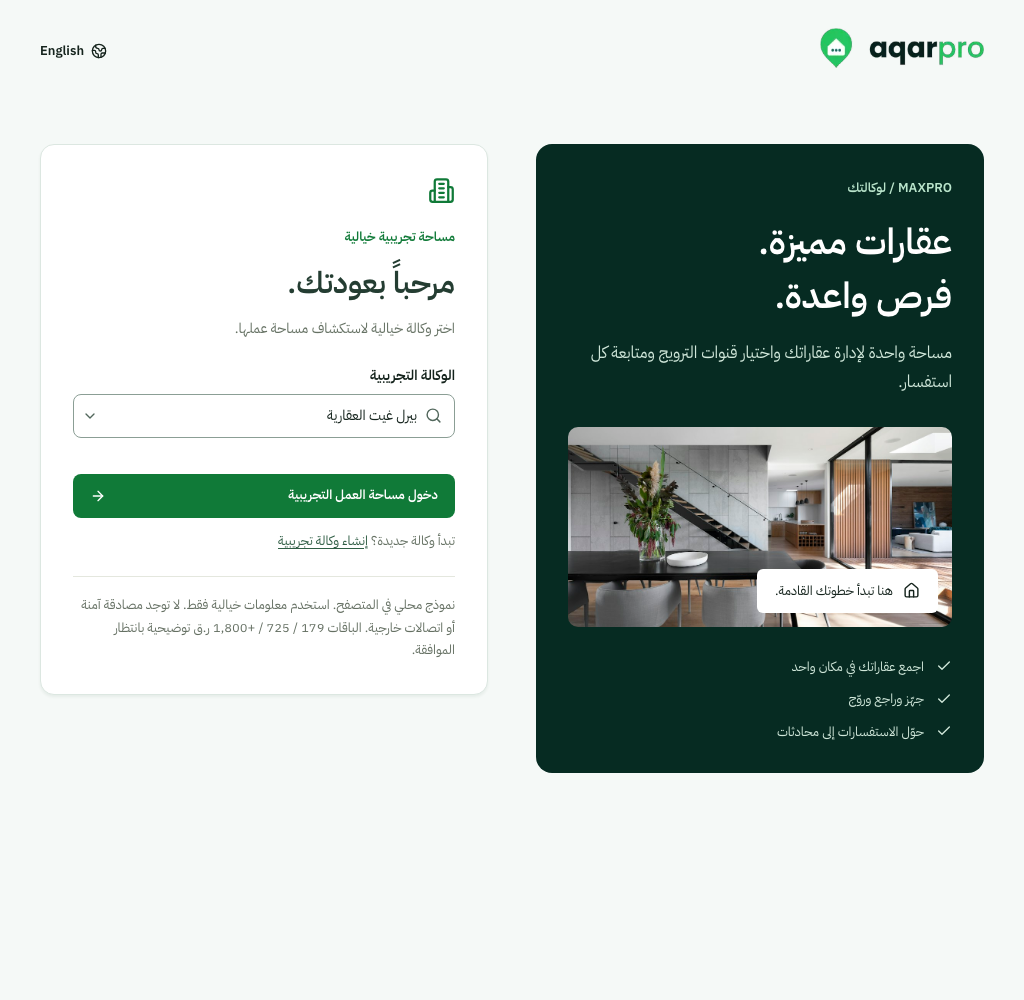 aqarpro
English
MAXPRO / لوكالتك
عقارات مميزة.
فرص واعدة.
مساحة واحدة لإدارة عقاراتك واختيار قنوات الترويج ومتابعة كل
استفسار.
هنا تبدأ خطوتك القادمة.
اجمع عقاراتك في مكان واحد
جهّز وراجع وروّج
حوّل الاستفسارات إلى محادثات
مساحة تجريبية خيالية
مرحباً بعودتك.
اختر وكالة خيالية لاستكشاف مساحة عملها.
الوكالة التجريبية
بيرل غيت العقارية
دخول مساحة العمل التجريبية
تبدأ وكالة جديدة؟ إنشاء وكالة تجريبية
نموذج محلي في المتصفح. استخدم معلومات خيالية فقط. لا توجد مصادقة آمنة
أو اتصالات خارجية. الباقات 179 / 725 / +1,800 ر.ق توضيحية بانتظار
الموافقة.